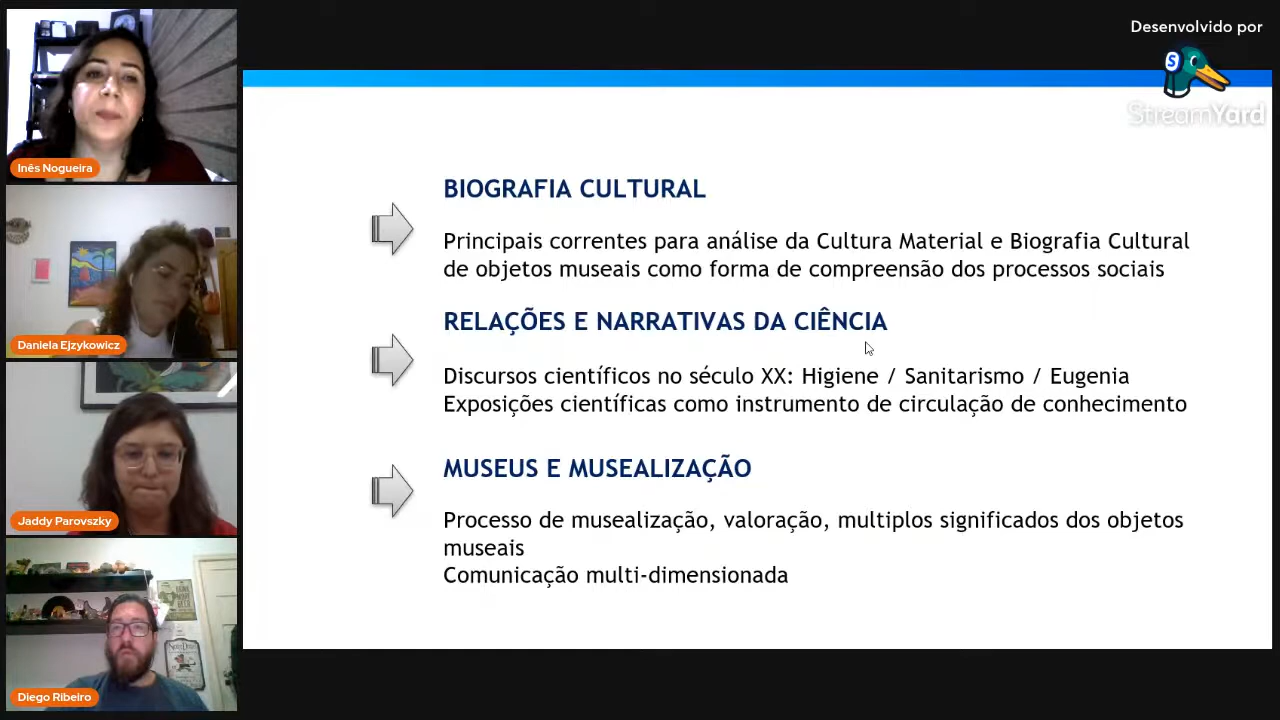 Desenvolvido por
StreamYard
Inês Nogueira
Daniela Ejzykowicz
Jaddy Parovszky
Diego Ribeiro
BIOGRAFIA CULTURAL
Principais correntes para análise da Cultura Material e Biografia Cultural
de objetos museais como forma de compreensão dos processos sociais
RELAÇÕES E NARRATIVAS DA CIÊNCIA
Discursos científicos no século XX: Higiene / Sanitarismo / Eugenia
Exposições científicas como instrumento de circulação de conhecimento
MUSEUS E MUSEALIZAÇÃO
Processo de musealização, valoração, multiplos significados dos objetos
museais
Comunicação multi-dimensionada